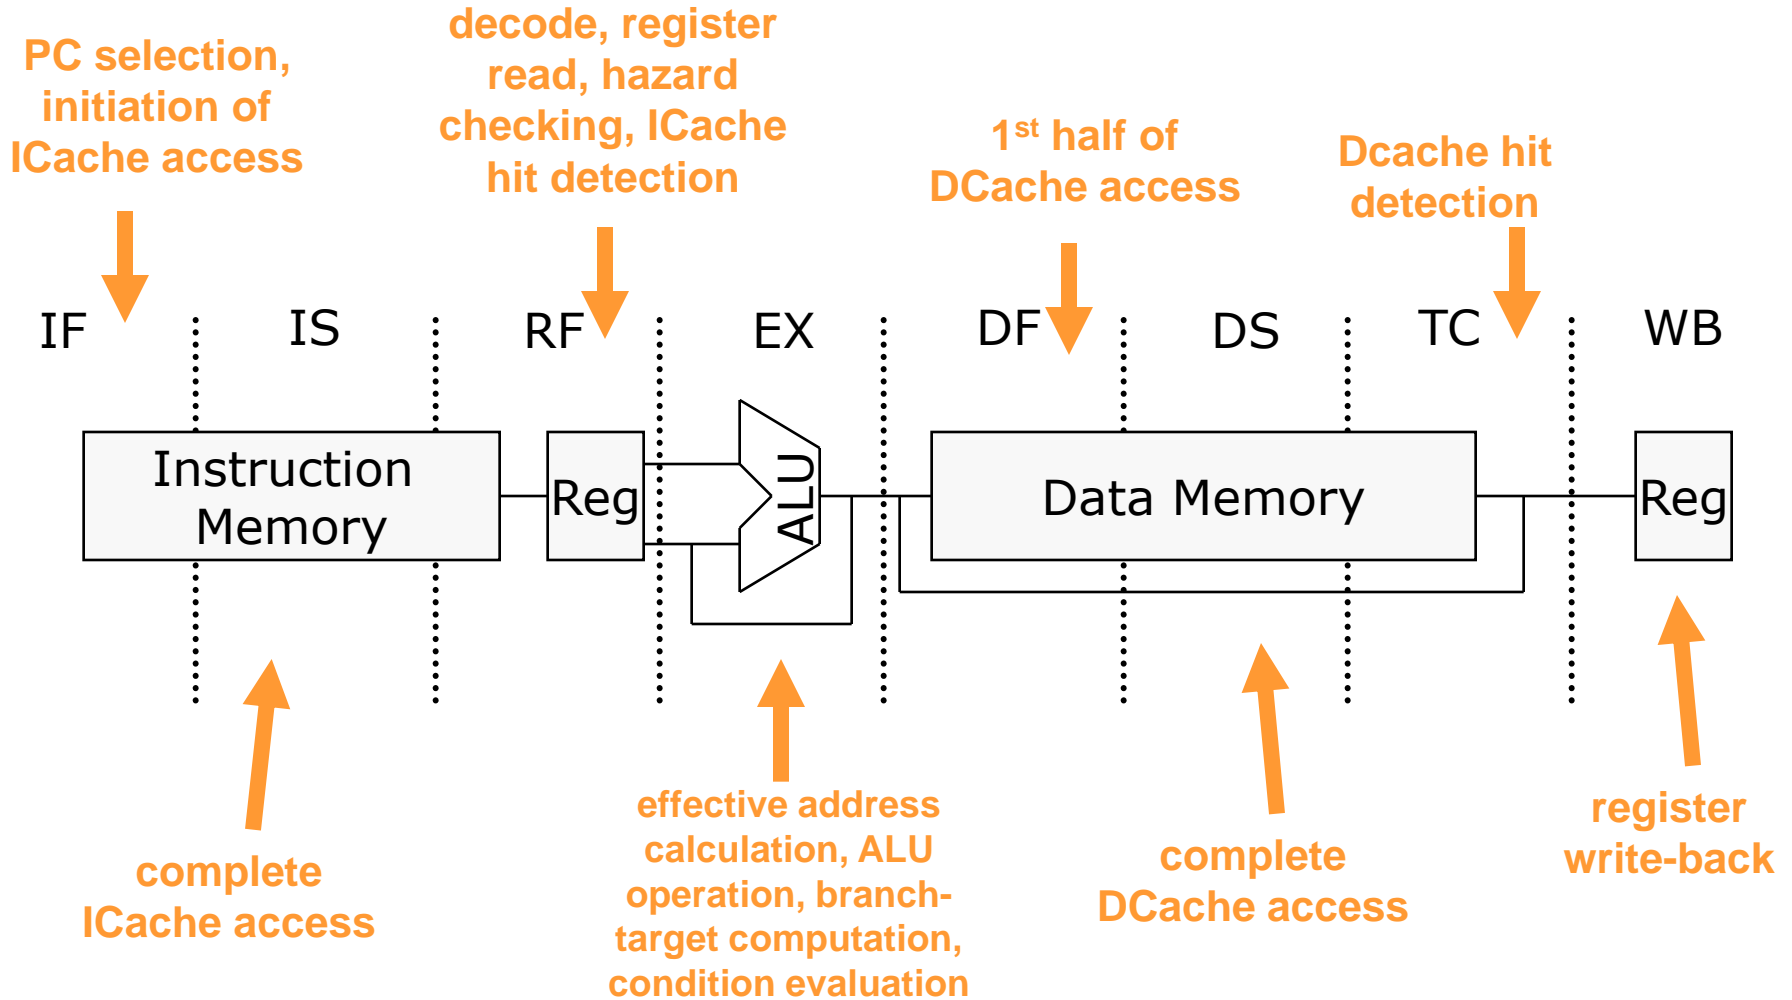 PC selection,
initiation of
ICache access
decode, register
read, hazard
checking, ICache
hit detection
1st half of
DCache access
Dcache hit
detection
IF
IS
RF
EX
DF
DS
TC
WB
Instruction
Memory
Reg
ALU
Data Memory
Reg
complete
ICache access
effective address
calculation, ALU
operation, branch-
target computation,
condition evaluation
complete
DCache access
register
write-back